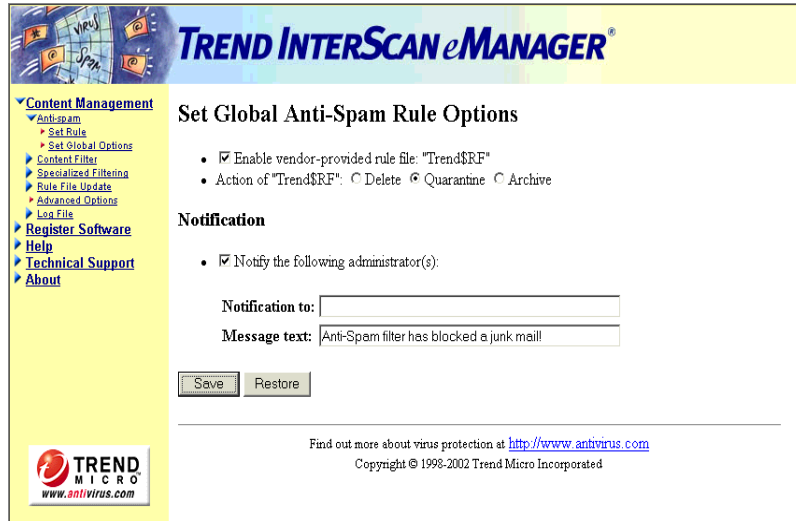 VIRUS
SPAM
TREND INTERSCAN eMANAGER®
Content Management
Anti-spam
Set Rule
Set Global Options
Content Filter
Specialized Filtering
Rule File Update
Advanced Options
Log File
Register Software
Help
Technical Support
About
Set Global Anti-Spam Rule Options
Enable vendor-provided rule file: "Trend$RF"
Action of "Trend$RF": Delete Quarantine Archive
Notification
Notify the following administrator(s):
Notification to:
Message text: Anti-Spam filter has blocked a junk mail!
Save Restore
Find out more about virus protection at http://www.antivirus.com
Copyright © 1998-2002 Trend Micro Incorporated
TREND
MICRO
www.antivirus.com